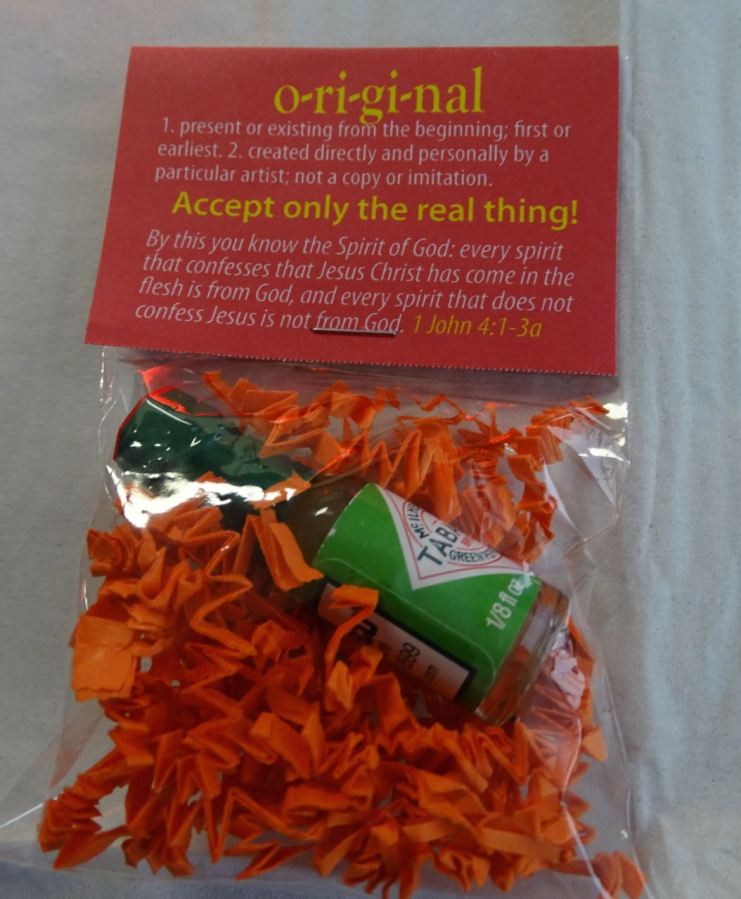 o-ri-gi-nal
1. present or existing from the beginning; first or
earliest. 2. created directly and personally by a
particular artist; not a copy or imitation.
Accept only the real thing!
By this you know the Spirit of God: every spirit
that confesses that Jesus Christ has come in the
flesh is from God, and every spirit that does not
confess Jesus is not from God. 1 John 4:1-3a
GREEN
1/8 fl oz